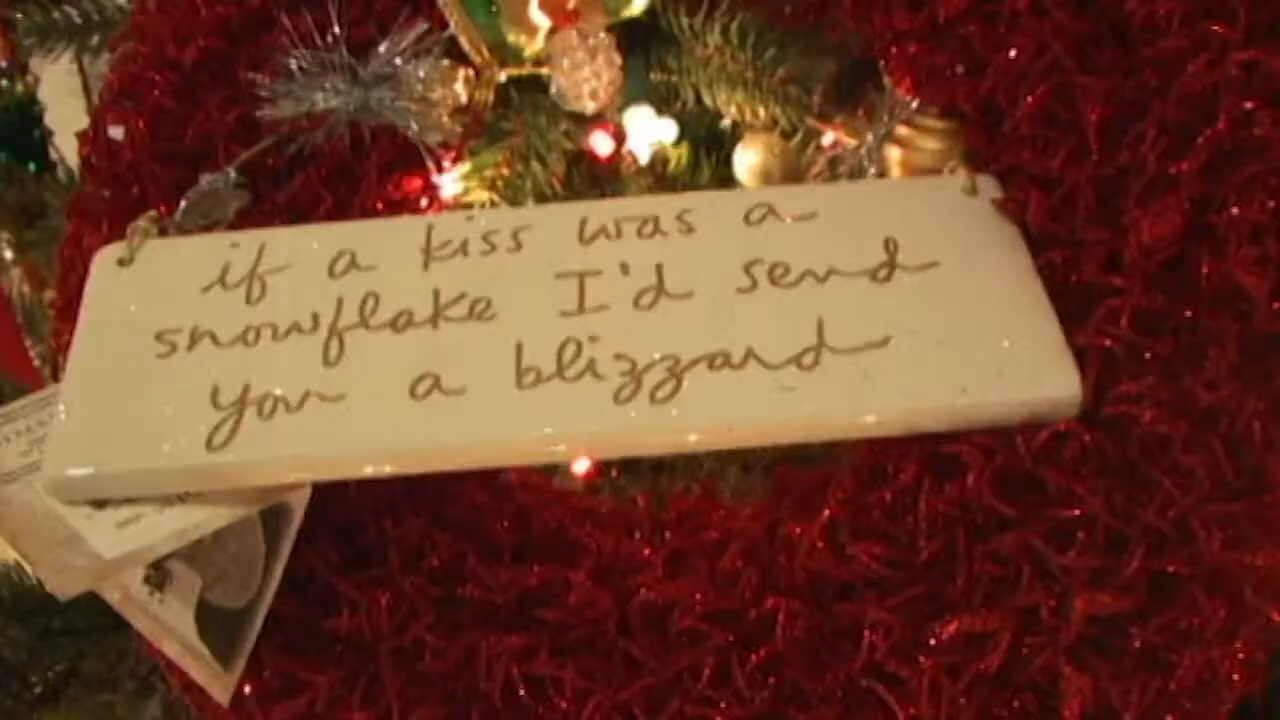 if a kiss was a
snowflake I'd send
you a blizzard